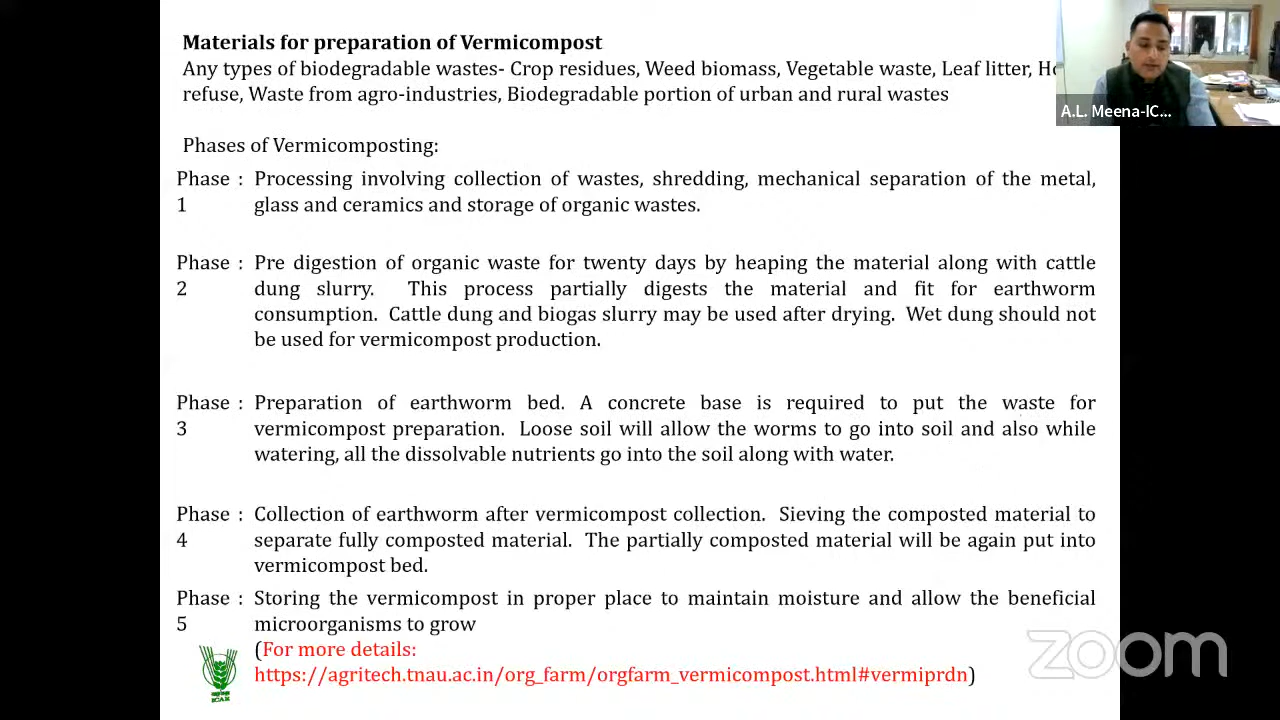 Materials for preparation of Vermicompost
Any types of biodegradable wastes- Crop residues, Weed biomass, Vegetable waste, Leaf litter,
refuse, Waste from agro-industries, Biodegradable portion of urban and rural wastes
A.L. Meena-IC...
Phases of Vermicomposting:
Phase : Processing involving collection of wastes, shredding, mechanical separation of the metal,
1 glass and ceramics and storage of organic wastes.
Phase : Pre digestion of organic waste for twenty days by heaping the material along with cattle
2 dung slurry. This process partially digests the material and fit for earthworm
consumption. Cattle dung and biogas slurry may be used after drying. Wet dung should not
be used for vermicompost production.
Phase : Preparation of earthworm bed. A concrete base is required to put the waste for
3 vermicompost preparation. Loose soil will allow the worms to go into soil and also while
watering, all the dissolvable nutrients go into the soil along with water.
Phase : Collection of earthworm after vermicompost collection. Sieving the composted material to
4 separate fully composted material. The partially composted material will be again put into
vermicompost bed.
Phase : Storing the vermicompost in proper place to maintain moisture and allow the beneficial
5 microorganisms to grow
(For more details:
https://agritech.tnau.ac.in/org_farm/orgfarm_vermicompost.html#vermiprdn)
ICAR
zoom